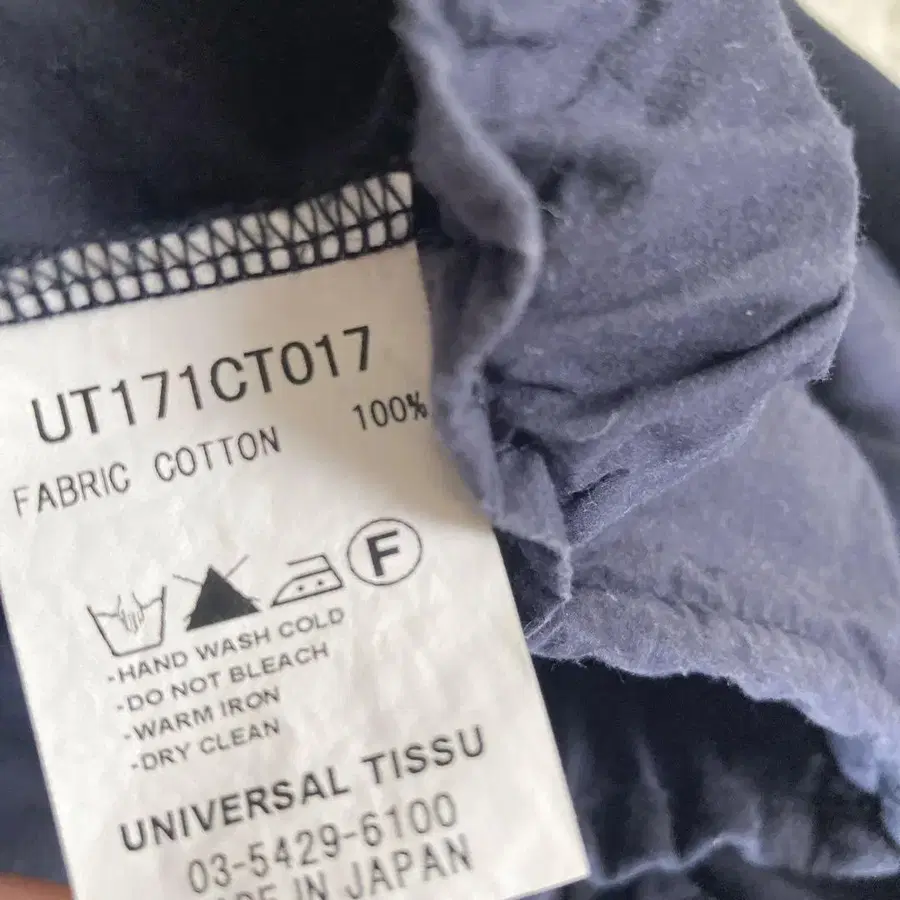 UT171CT017
FABRIC COTTON 100%
F
-HAND WASH COLD
-DO NOT BLEACH
-WARM IRON
-DRY CLEAN
UNIVERSAL TISSU
03-5429-6100
IN JAPAN